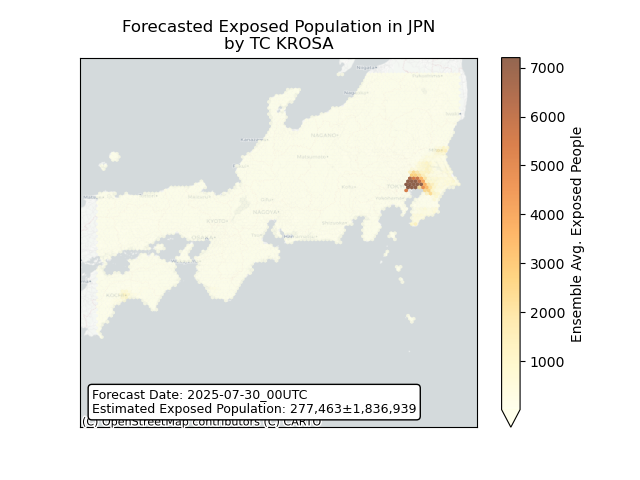 Forecasted Exposed Population in JPN
by TC KROSA
7000
6000
5000
4000
3000
2000
1000
Ensemble Avg. Exposed People
Forecast Date: 2025-07-30_00UTC
Estimated Exposed Population: 277,463±1,836,939
(C) OpenStreetMap contributors (C) CARTO